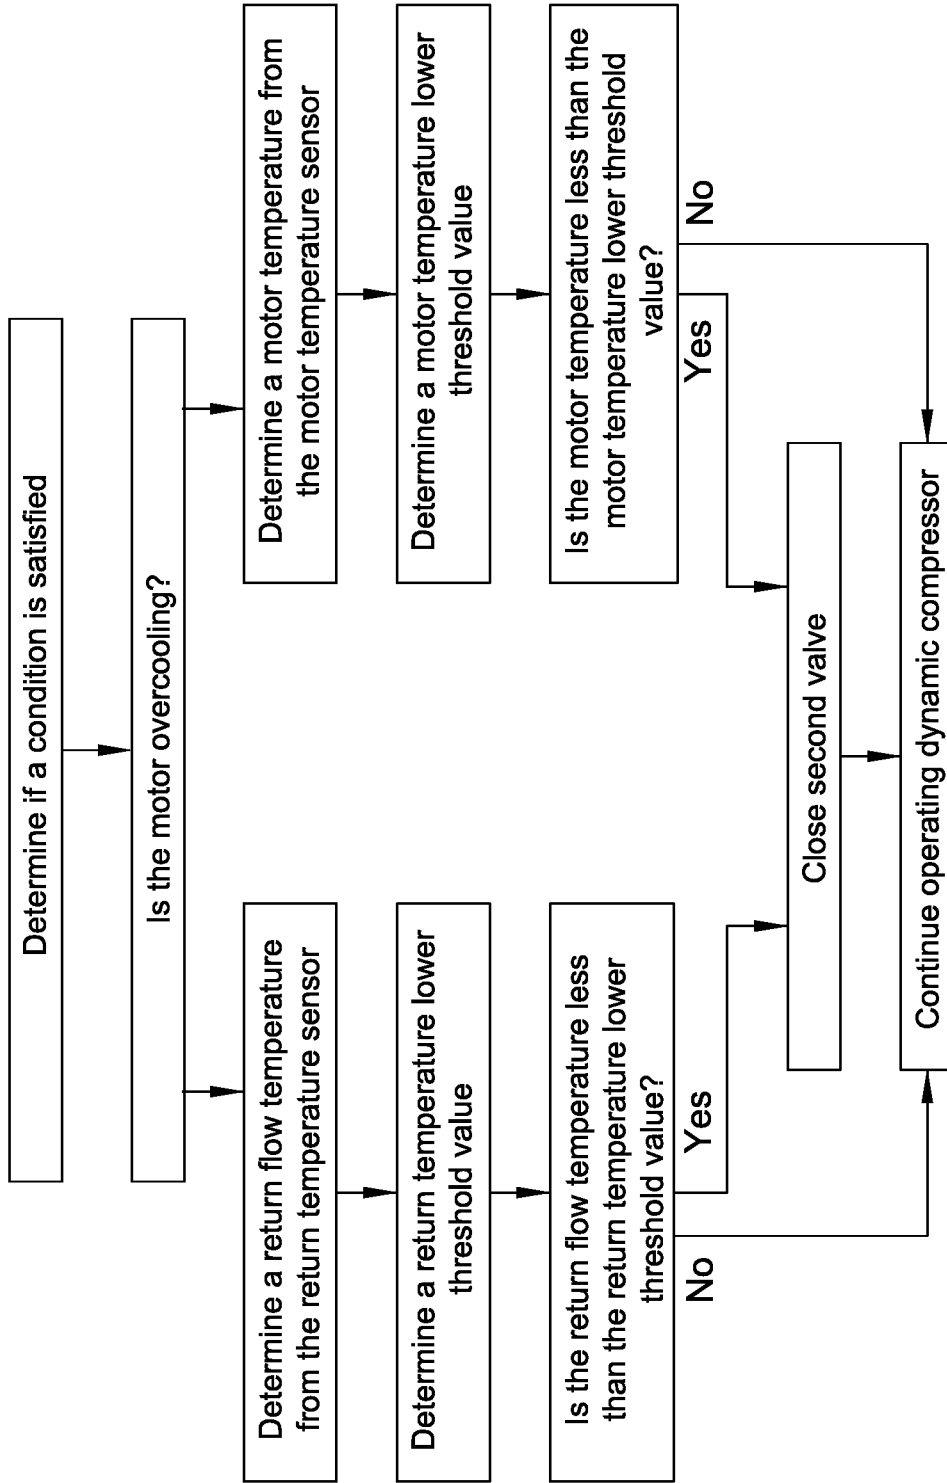 Determine if a condition is satisfied
Is the motor overcooling?
Determine a return flow temperature
from the return temperature sensor
Determine a return temperature lower
threshold value
Is the return flow temperature less
than the return temperature lower
threshold value?
No
Yes
Determine a motor temperature from
the motor temperature sensor
Determine a motor temperature lower
threshold value
Is the motor temperature less than the
motor temperature lower threshold
value?
Yes
No
Close second valve
Continue operating dynamic compressor